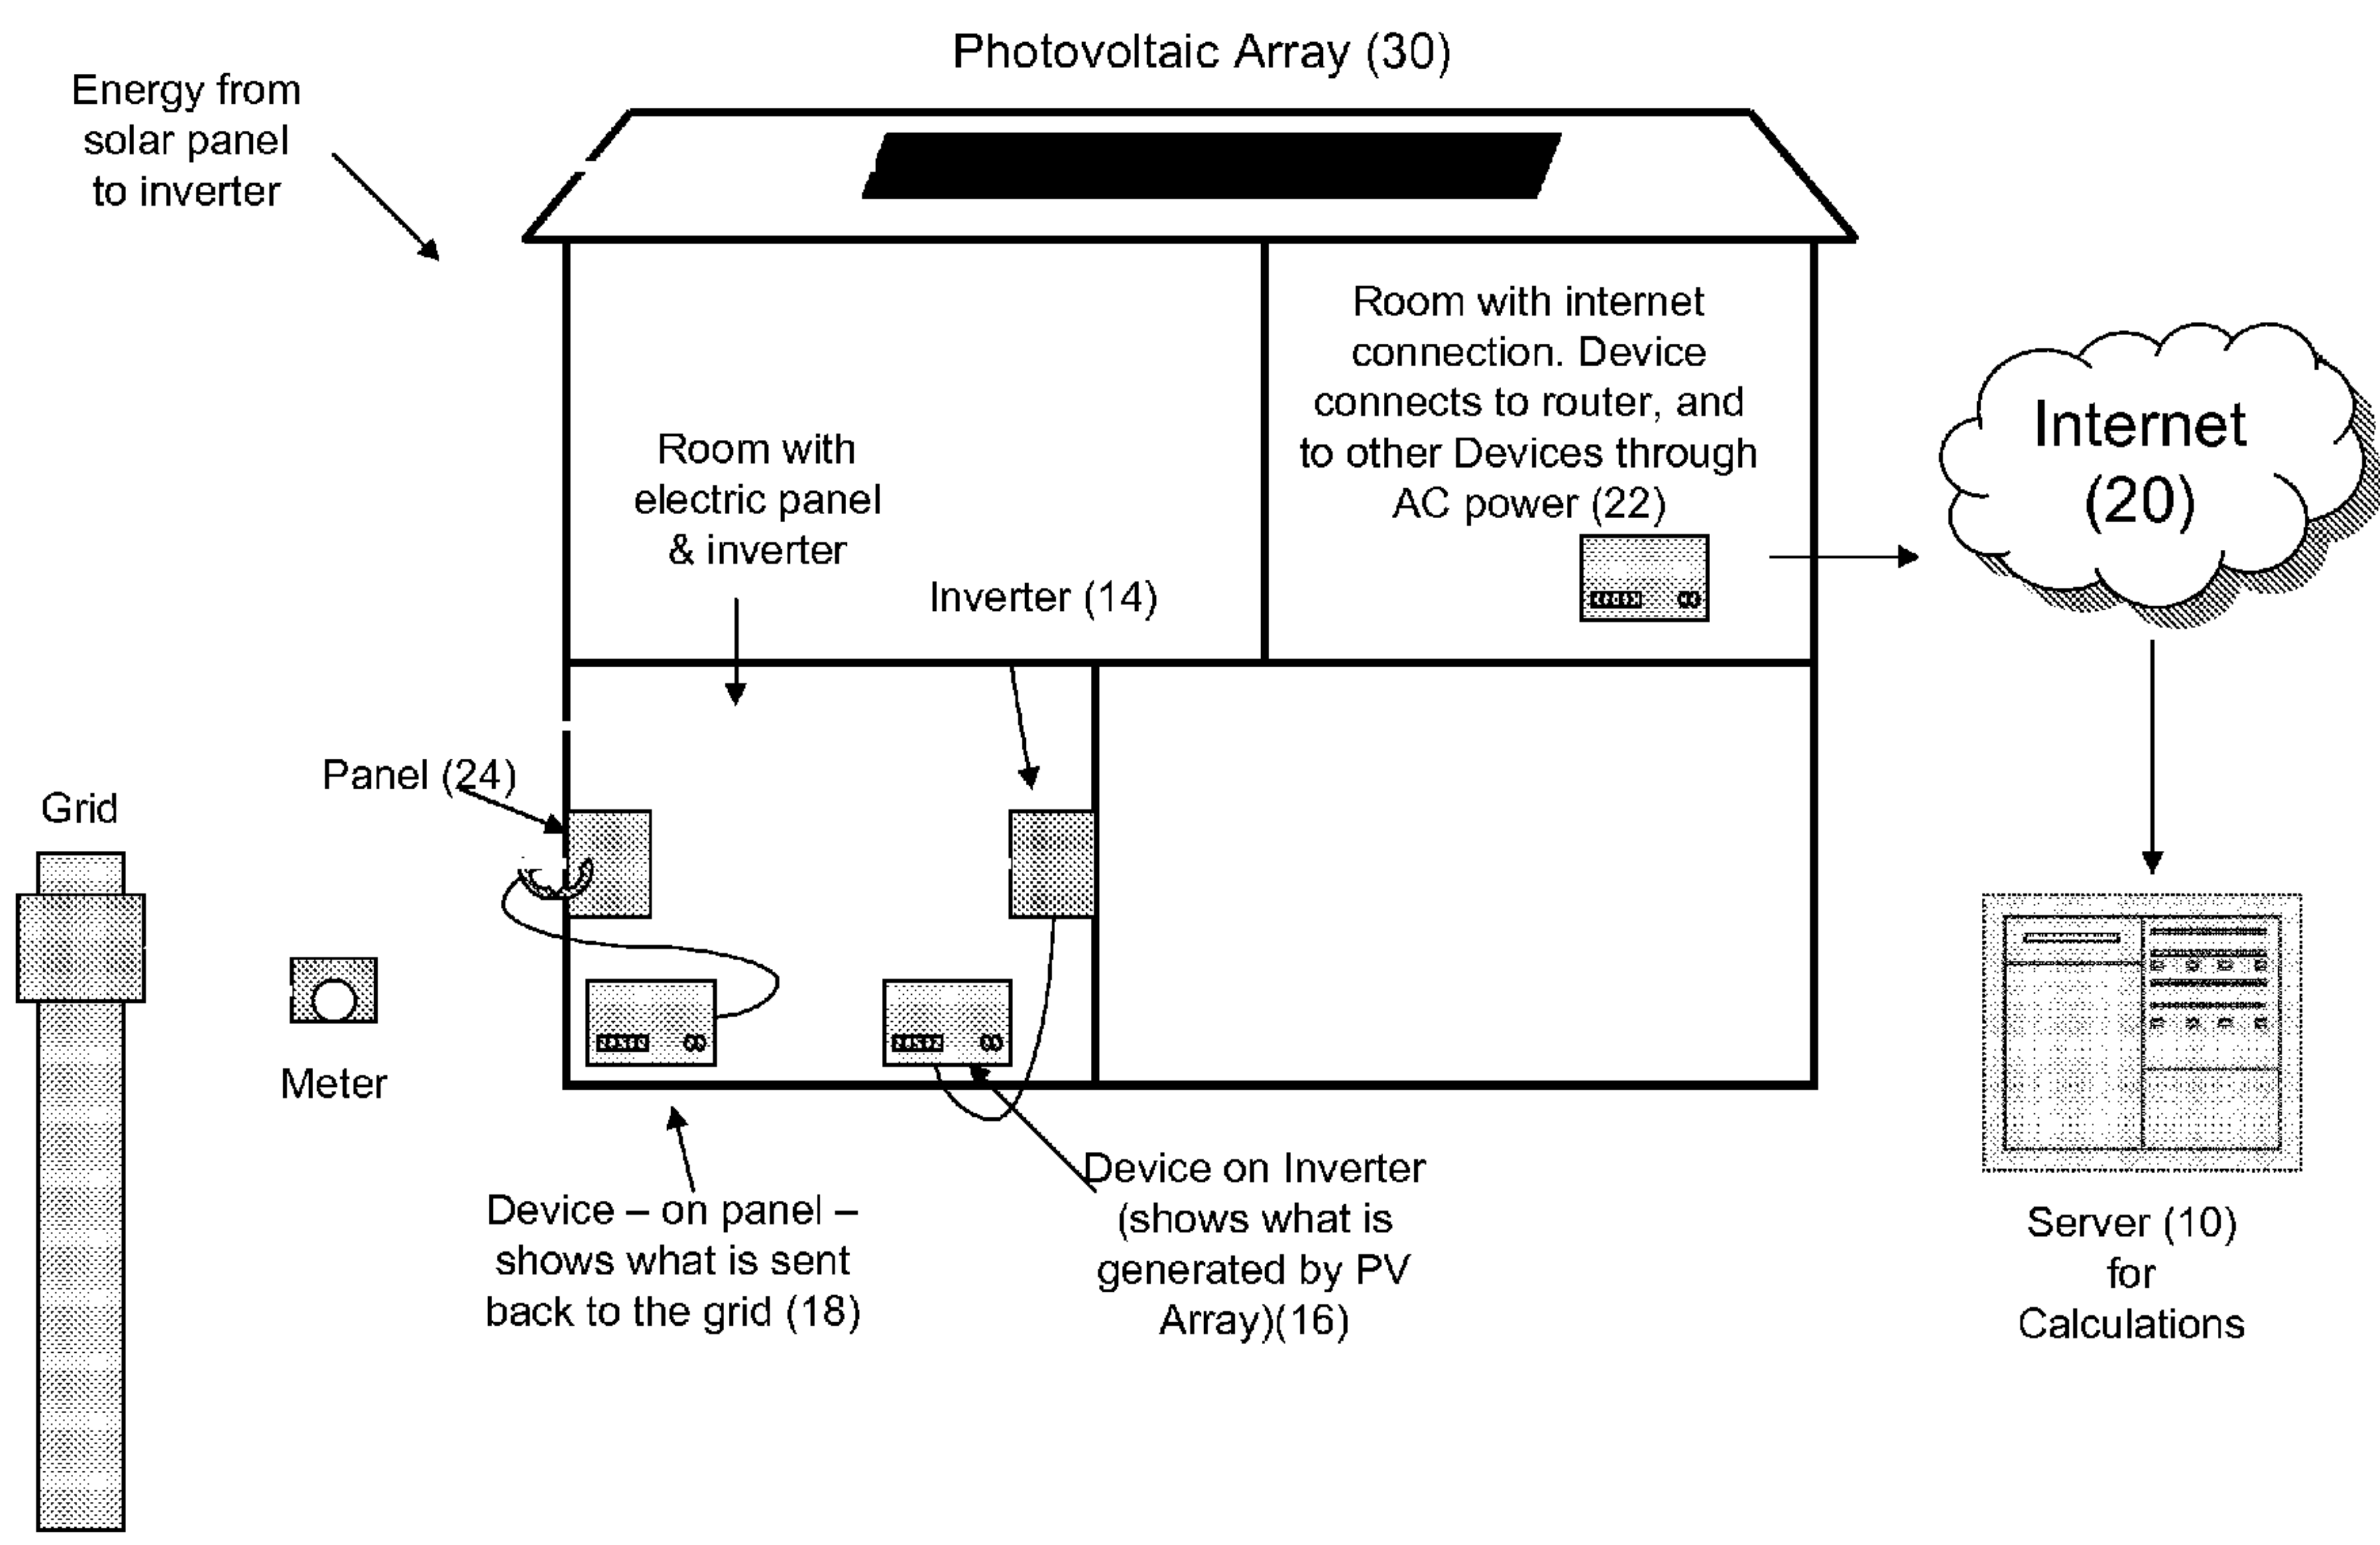 Photovoltaic Array (30)
Energy from
solar panel
to inverter
Room with internet
connection. Device
connects to router, and
to other Devices through
AC power (22)
Internet
(20)
Room with
electric panel
& inverter
Inverter (14)
Panel (24)
Grid
Meter
Device – on panel –
shows what is sent
back to the grid (18)
Device on Inverter
(shows what is
generated by PV
Array)(16)
Server (10)
for
Calculations